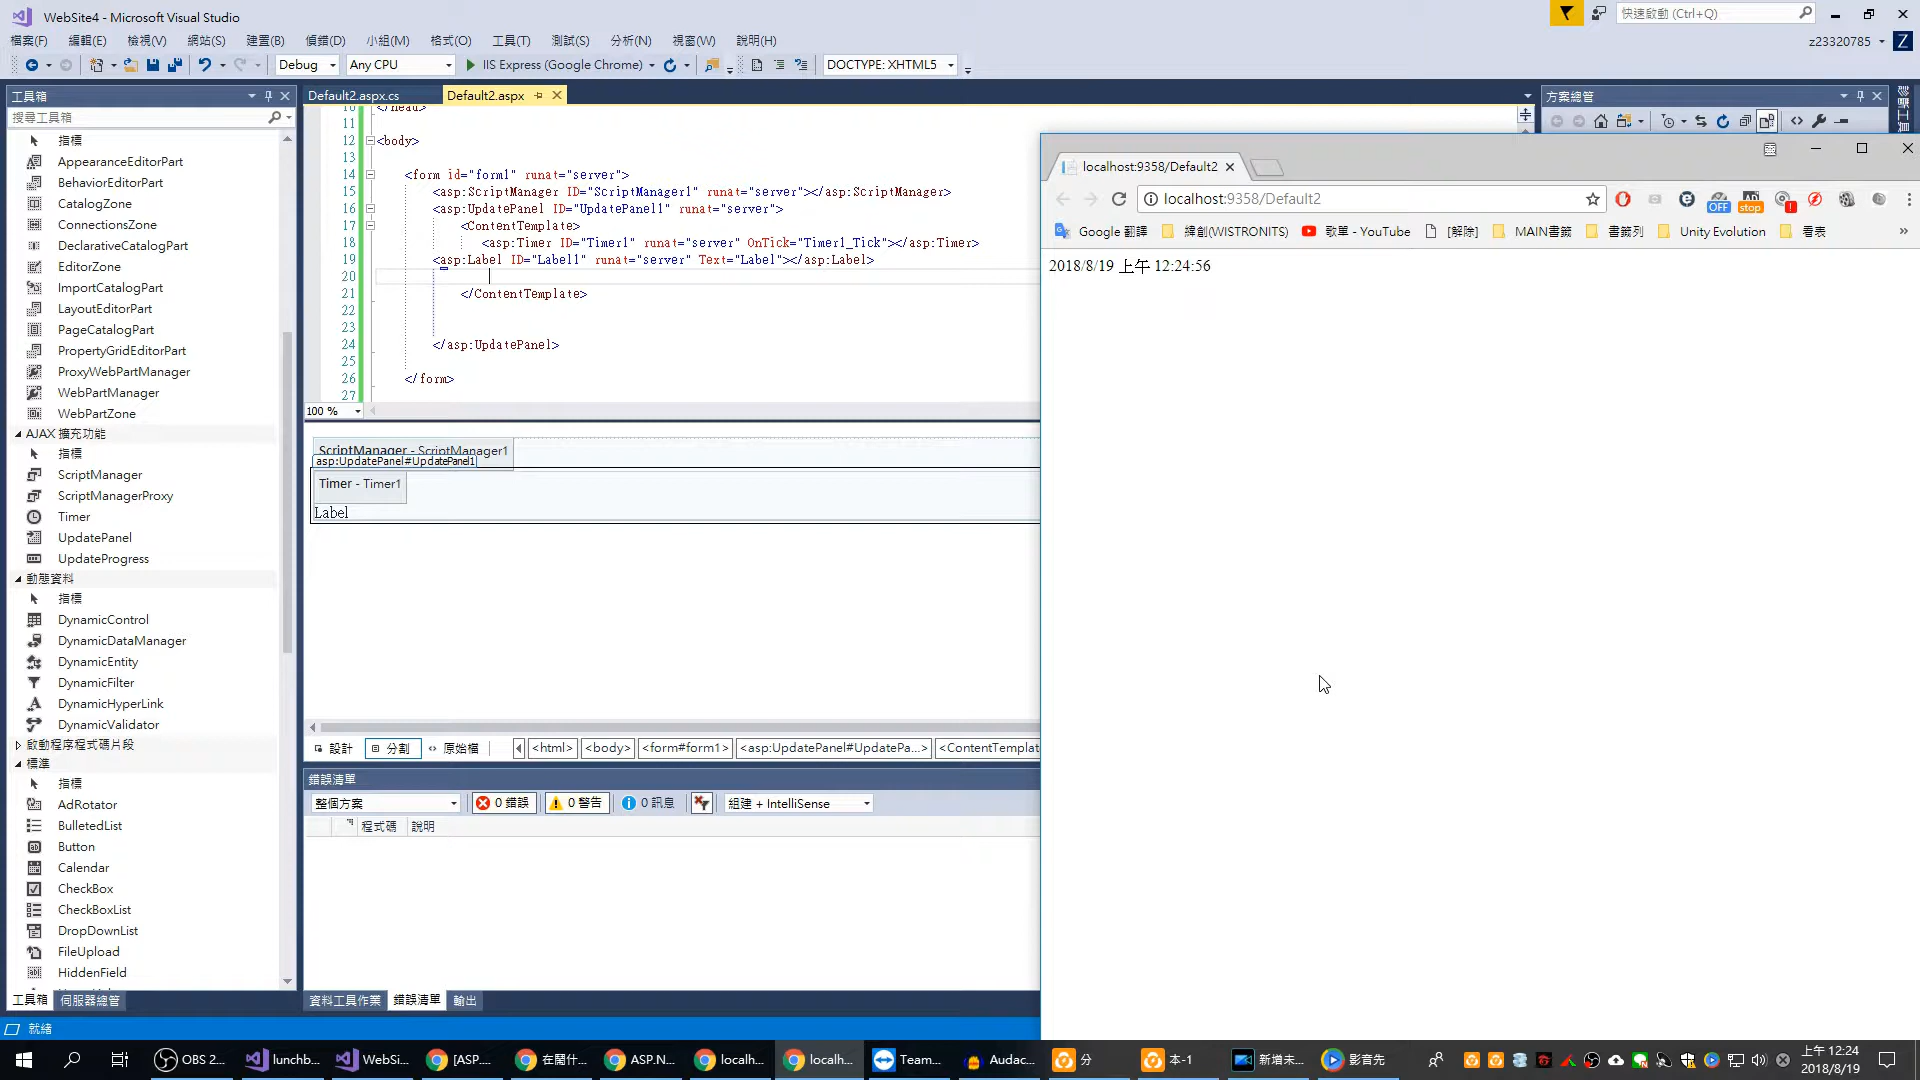 WebSite4 - Microsoft Visual Studio
快速啟動 (Ctrl+Q)
檔案(F) 編輯(E) 檢視(V) 網站(S) 建置(B) 偵錯(D) 小組(M) 格式(O) 工具(T) 測試(S) 分析(N) 視窗(W) 說明(H)
z23320785 Z
Debug Any CPU IIS Express (Google Chrome) DOCTYPE: XHTML5
工具箱
搜尋工具箱
指標
AppearanceEditorPart
BehaviorEditorPart
CatalogZone
ConnectionsZone
DeclarativeCatalogPart
EditorZone
ImportCatalogPart
LayoutEditorPart
PageCatalogPart
PropertyGridEditorPart
ProxyWebPartManager
WebPartManager
WebPartZone
AJAX 擴充功能
指標
ScriptManager
ScriptManagerProxy
Timer
UpdatePanel
UpdateProgress
動態資料
指標
DynamicControl
DynamicDataManager
DynamicEntity
DynamicFilter
DynamicHyperLink
DynamicValidator
啟動程序程式碼片段
標準
指標
AdRotator
BulletedList
Button
Calendar
CheckBox
CheckBoxList
DropDownList
FileUpload
HiddenField
工具箱 伺服器總管
Default2.aspx.cs Default2.aspx
10 </head>
11
12 <body>
13
14 <form id="form1" runat="server">
15 <asp:ScriptManager ID="ScriptManager1" runat="server"></asp:ScriptManager>
16 <asp:UpdatePanel ID="UpdatePanel1" runat="server">
17 <ContentTemplate>
18 <asp:Timer ID="Timer1" runat="server" OnTick="Timer1_Tick"></asp:Timer>
19 <asp:Label ID="Label1" runat="server" Text="Label"></asp:Label>
20
21 </ContentTemplate>
22
23
24 </asp:UpdatePanel>
25
26 </form>
27
100 %
ScriptManager - ScriptManager1
asp:UpdatePanel#UpdatePanel1
Timer - Timer1
Label
設計 分割 原始檔 <html> <body> <form#form1> <asp:UpdatePanel#UpdatePa...> <ContentTemplat
錯誤清單
整個方案 0 錯誤 0 警告 0 訊息 組建 + IntelliSense
程式碼 說明
資料工具作業 錯誤清單 輸出
就緒
方案總管
localhost:9358/Default2
localhost:9358/Default2
OFF stop
Google 翻譯 緯創(WISTRONITS) 歌單 - YouTube [解除] MAIN書籤 書籤列 Unity Evolution 看表 »
2018/8/19 上午 12:24:56
OBS 2... lunchb... WebSi... [ASP.... 在鬧什... ASP.N... localh... localh... Team... Audac... 分 本-1 新增未... 影音先
上午 12:24
2018/8/19